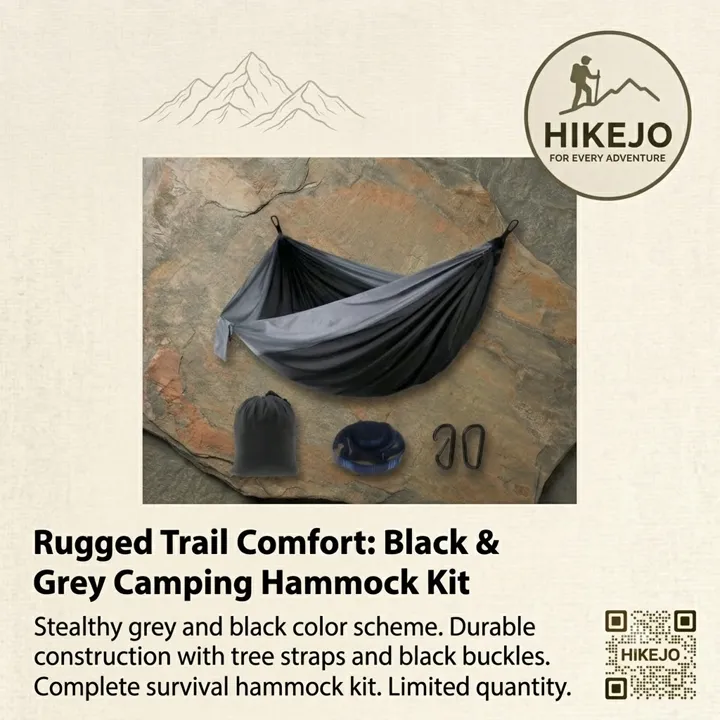 HIKEJO
FOR EVERY ADVENTURE
Rugged Trail Comfort: Black &
Grey Camping Hammock Kit
Stealthy grey and black color scheme. Durable
construction with tree straps and black buckles.
Complete survival hammock kit. Limited quantity.
HIKEJO